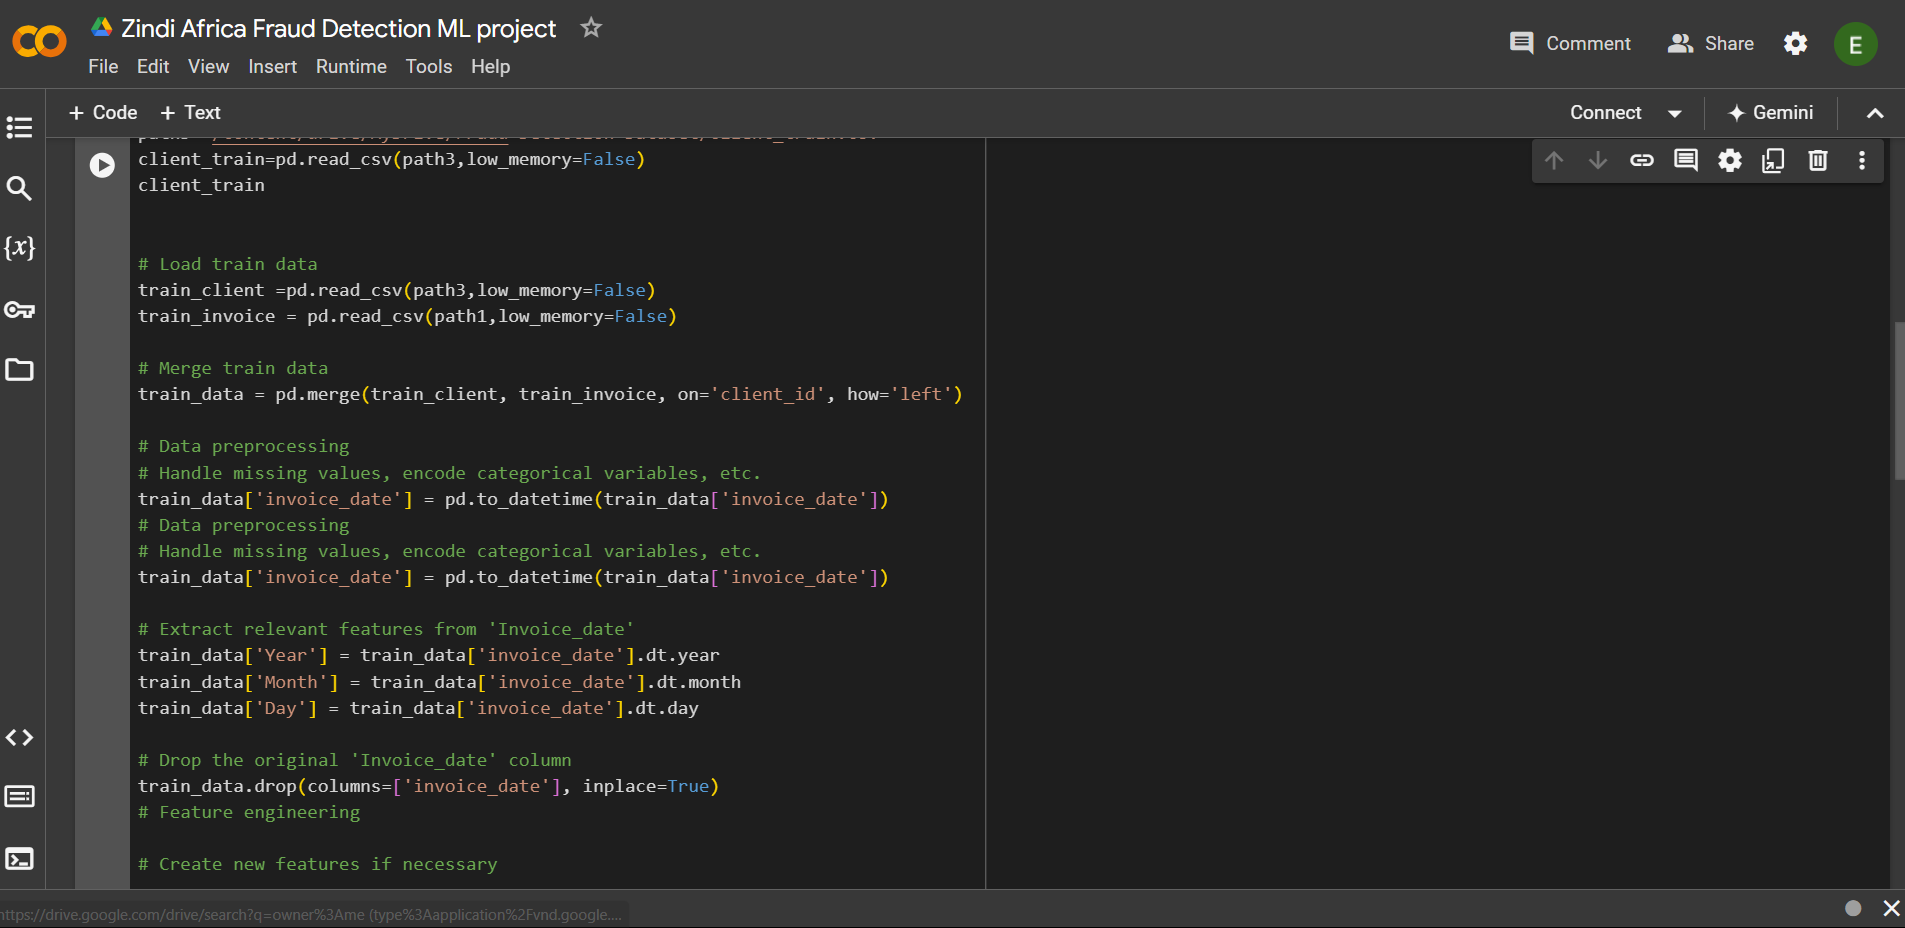 Zindi Africa Fraud Detection ML project
Comment
Share
E
File Edit View Insert Runtime Tools Help
+ Code + Text
Connect
Gemini
client_train=pd.read_csv(path3,low_memory=False)
client_train
# Load train data
train_client =pd.read_csv(path3,low_memory=False)
train_invoice = pd.read_csv(path1,low_memory=False)
# Merge train data
train_data = pd.merge(train_client, train_invoice, on='client_id', how='left')
# Data preprocessing
# Handle missing values, encode categorical variables, etc.
train_data['invoice_date'] = pd.to_datetime(train_data['invoice_date'])
# Data preprocessing
# Handle missing values, encode categorical variables, etc.
train_data['invoice_date'] = pd.to_datetime(train_data['invoice_date'])
# Extract relevant features from 'Invoice_date'
train_data['Year'] = train_data['invoice_date'].dt.year
train_data['Month'] = train_data['invoice_date'].dt.month
train_data['Day'] = train_data['invoice_date'].dt.day
# Drop the original 'Invoice_date' column
train_data.drop(columns=['invoice_date'], inplace=True)
# Feature engineering
# Create new features if necessary
https://drive.google.com/drive/search?q=owner%3Ame (type%3Aapplication%2Fvnd.google....